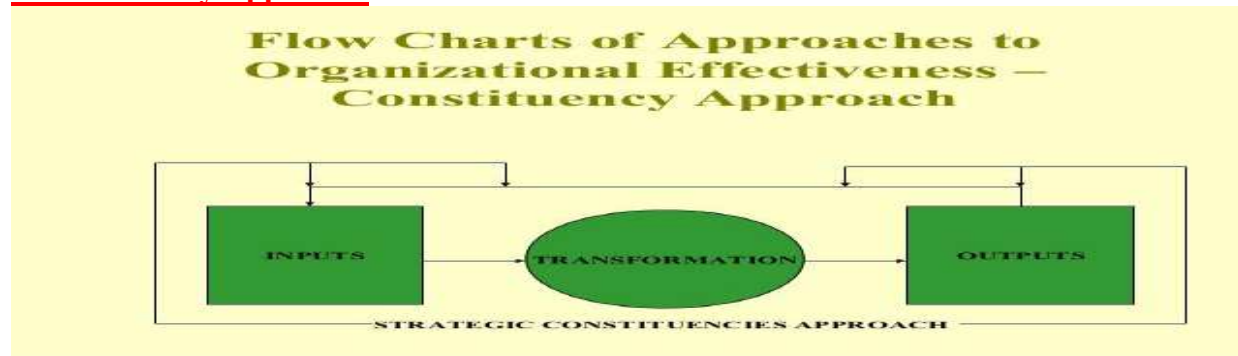 Flow Charts of Approaches to
Organizational Effectiveness –
Constituency Approach
INPUTS
TRANSFORMATION
OUTPUTS
STRATEGIC CONSTITUENCIES APPROACH